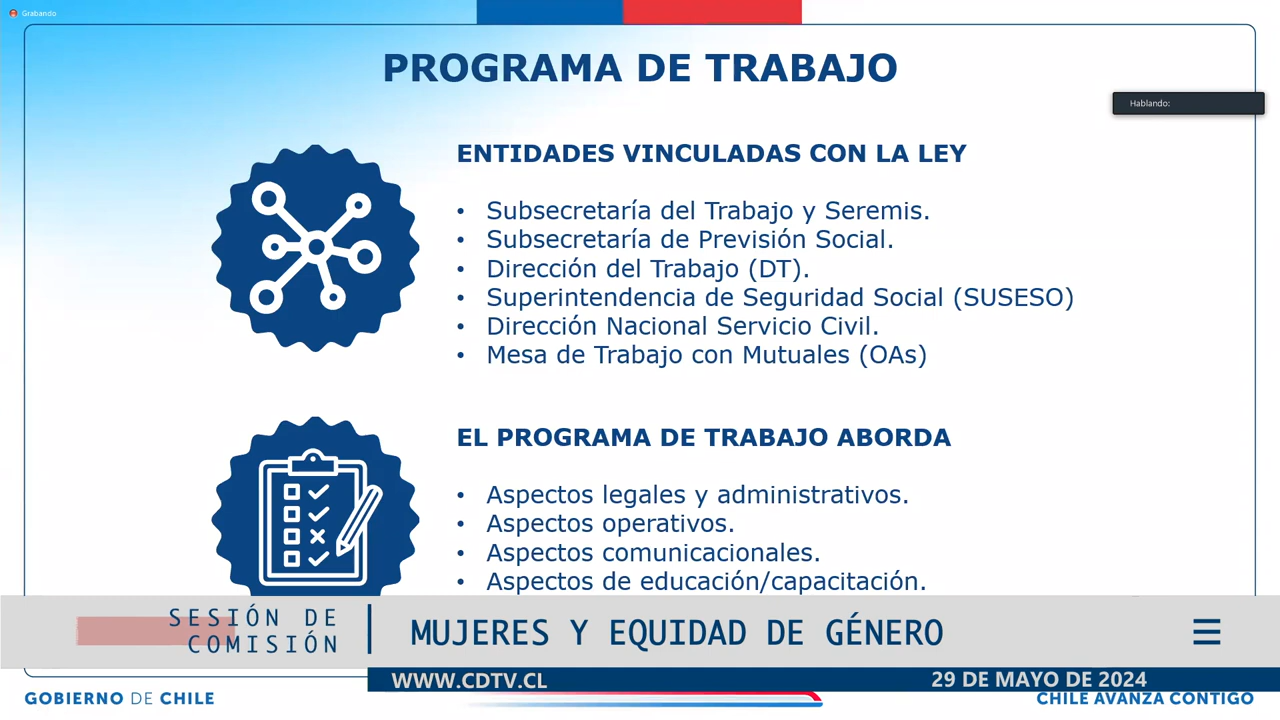 Grabando
PROGRAMA DE TRABAJO
Hablando:
ENTIDADES VINCULADAS CON LA LEY
• Subsecretaría del Trabajo y Seremis.
• Subsecretaría de Previsión Social.
• Dirección del Trabajo (DT).
• Superintendencia de Seguridad Social (SUSESO)
• Dirección Nacional Servicio Civil.
• Mesa de Trabajo con Mutuales (OAs)
EL PROGRAMA DE TRABAJO ABORDA
• Aspectos legales y administrativos.
• Aspectos operativos.
• Aspectos comunicacionales.
• Aspectos de educación/capacitación.
SESIÓN DE
COMISIÓN
MUJERES Y EQUIDAD DE GÉNERO
WWW.CDTV.CL
29 DE MAYO DE 2024
GOBIERNO DE CHILE
CHILE AVANZA CONTIGO